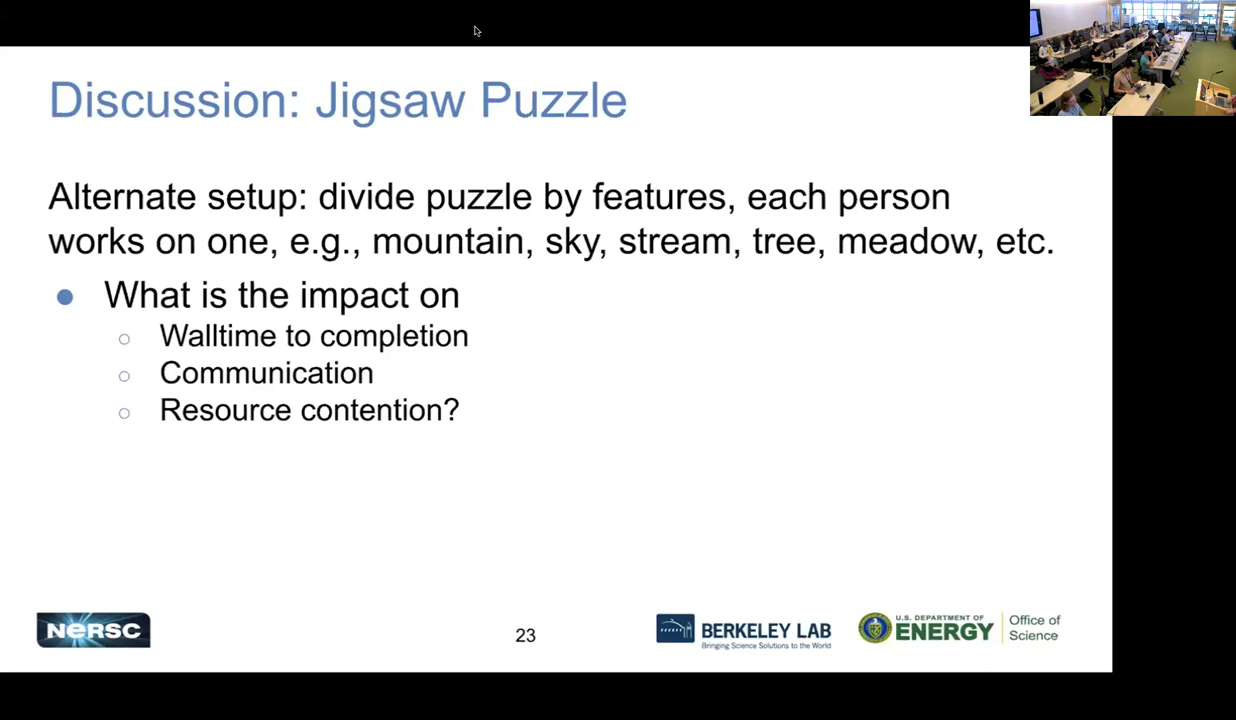 Discussion: Jigsaw Puzzle
Alternate setup: divide puzzle by features, each person
works on one, e.g., mountain, sky, stream, tree, meadow, etc.
● What is the impact on
○ Walltime to completion
○ Communication
○ Resource contention?
NERSC
23
BERKELEY LAB
Bringing Science Solutions to the World
U.S. DEPARTMENT OF
ENERGY
Office of
Science